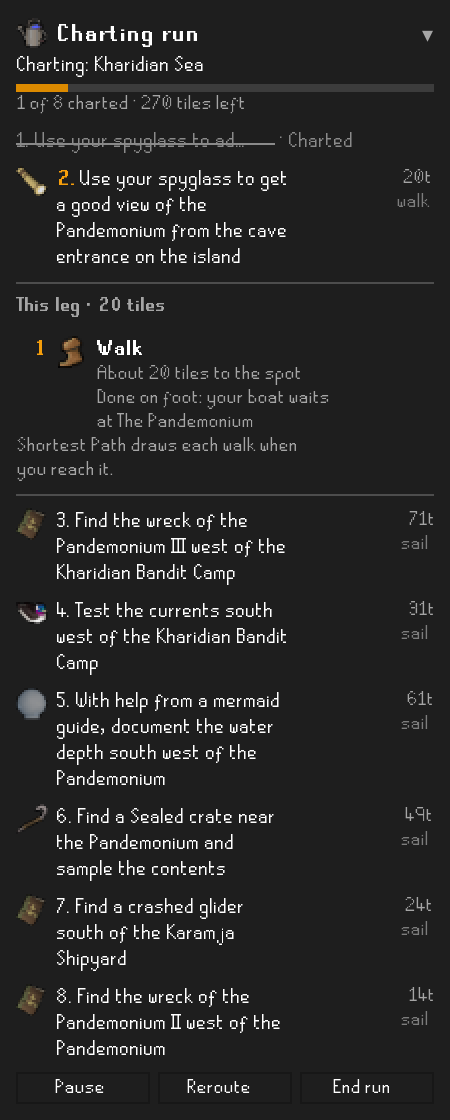 Charting run
Charting: Kharidian Sea
1 of 8 charted · 270 tiles left
1. Use your spyglass to ad... · Charted
2. Use your spyglass to get 20t
a good view of the walk
Pandemonium from the cave
entrance on the island
This leg · 20 tiles
1 Walk
About 20 tiles to the spot
Done on foot: your boat waits
at The Pandemonium
Shortest Path draws each walk when
you reach it.
3. Find the wreck of the 71t
Pandemonium III west of the sail
Kharidian Bandit Camp
4. Test the currents south 31t
west of the Kharidian Bandit sail
Camp
5. With help from a mermaid 61t
guide, document the water sail
depth south west of the
Pandemonium
6. Find a Sealed crate near 49t
the Pandemonium and sail
sample the contents
7. Find a crashed glider 24t
south of the Karamja sail
Shipyard
8. Find the wreck of the 14t
Pandemonium II west of the sail
Pandemonium
Pause Reroute End run